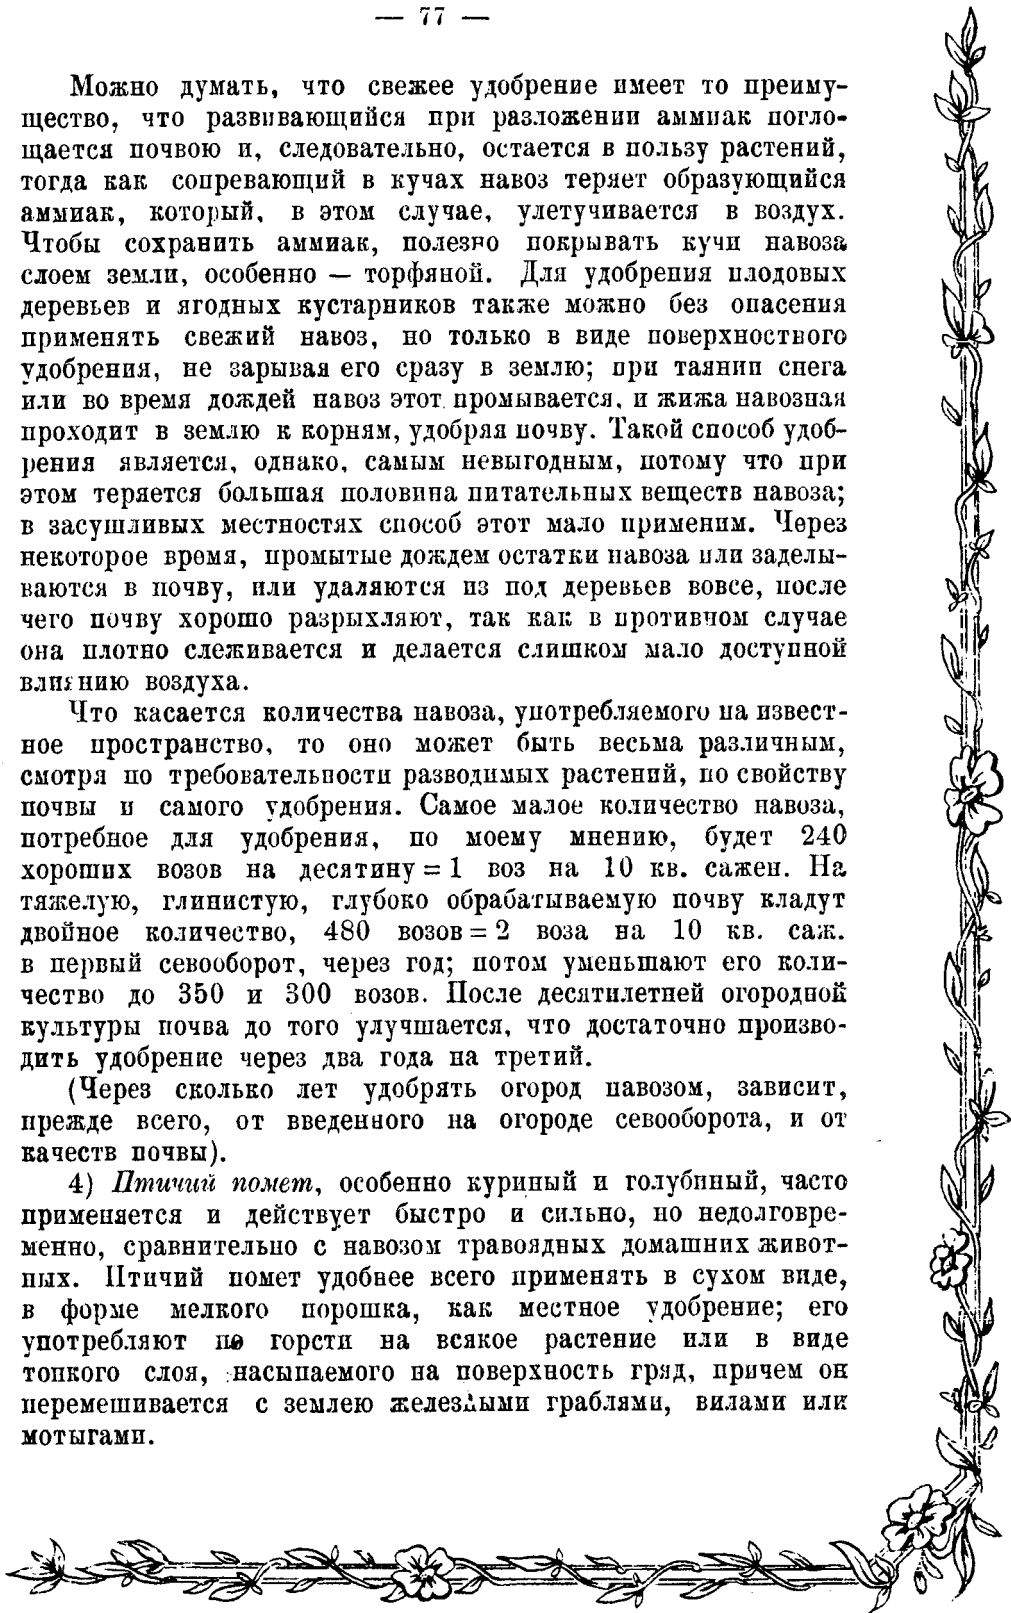 — 77 —
Можно думать, что свежее удобрение имеет то преиму-
щество, что развивающийся при разложении аммиак погло-
щается почвою и, следовательно, остается в пользу растений,
тогда как сопревающий в кучах навоз теряет образующийся
аммиак, который, в этом случае, улетучивается в воздух.
Чтобы сохранить аммиак, полезно покрывать кучи навоза
слоем земли, особенно — торфяной. Для удобрения плодовых
деревьев и ягодных кустарников также можно без опасения
применять свежий навоз, но только в виде поверхностного
удобрения, не зарывая его сразу в землю; при таянии снега
или во время дождей навоз этот промывается, и жижа навозная
проходит в землю к корням, удобряя почву. Такой способ удоб-
рения является, однако, самым невыгодным, потому что при
этом теряется большая половина питательных веществ навоза;
в засушливых местностях способ этот мало применим. Через
некоторое время, промытые дождем остатки навоза или заделы-
ваются в почву, или удаляются из под деревьев вовсе, после
чего почву хорошо разрыхляют, так как в противном случае
она плотно слеживается и делается слишком мало доступной
влиянию воздуха.
Что касается количества навоза, употребляемого на извест-
ное пространство, то оно может быть весьма различным,
смотря по требовательности разводимых растений, по свойству
почвы и самого удобрения. Самое малое количество навоза,
потребное для удобрения, по моему мнению, будет 240
хороших возов на десятину = 1 воз на 10 кв. сажен. На
тяжелую, глинистую, глубоко обрабатываемую почву кладут
двойное количество, 480 возов = 2 воза на 10 кв. саж.
в первый севооборот, через год; потом уменьшают его коли-
чество до 350 и 300 возов. После десятилетней огородной
культуры почва до того улучшается, что достаточно произво-
дить удобрение через два года на третий.
(Через сколько лет удобрять огород навозом, зависит,
прежде всего, от введенного на огороде севооборота, и от
качеств почвы).
4) Птичий помет, особенно куриный и голубиный, часто
применяется и действует быстро и сильно, но недолговре-
менно, сравнительно с навозом травоядных домашних живот-
ных. Птичий помет удобнее всего применять в сухом виде,
в форме мелкого порошка, как местное удобрение; его
употребляют по горсти на всякое растение или в виде
тонкого слоя, насыпаемого на поверхность гряд, причем он
перемешивается с землею железными граблями, вилами или
мотыгами.